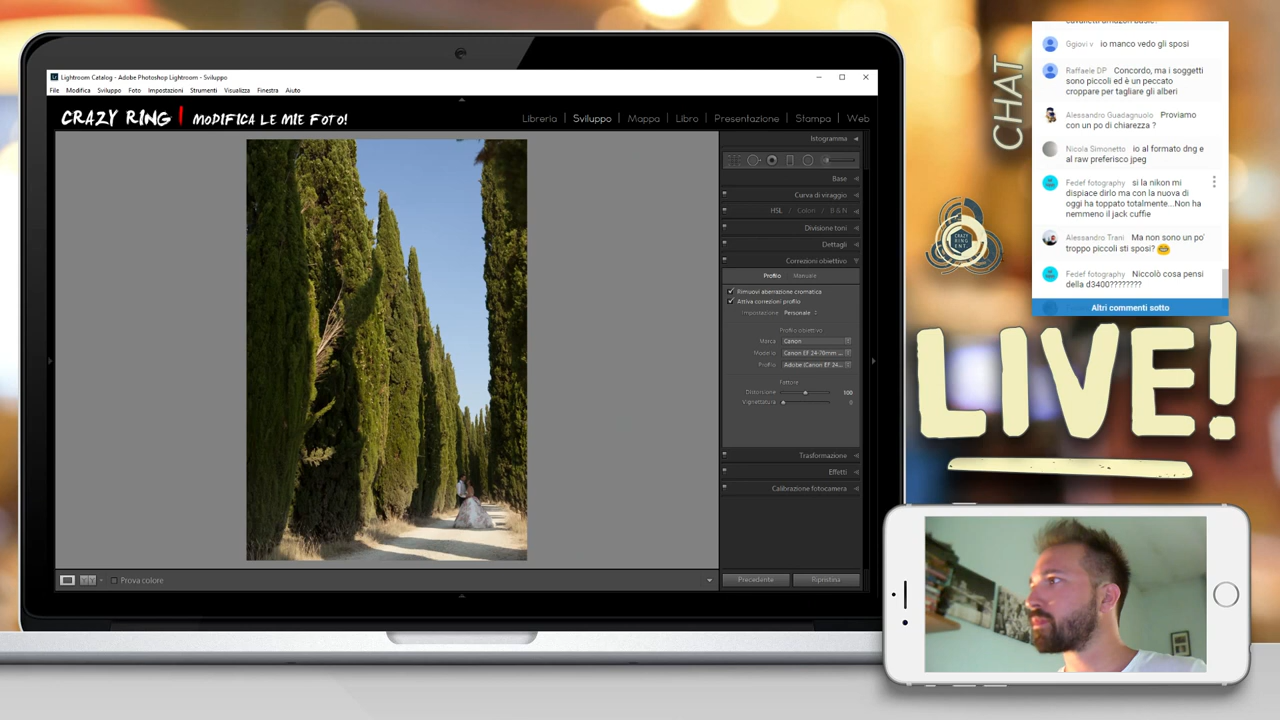 Lightroom Catalog - Adobe Photoshop Lightroom - Sviluppo
File Modifica Sviluppo Foto Impostazioni Strumenti Visualizza Finestra Aiuto
CRAZY RING | MODIFICA LE MIE FOTO!
Libreria | Sviluppo | Mappa | Libro | Presentazione | Stampa | Web
Istogramma
Base
Curva di viraggio
HSL / Colori / B & N
Divisione toni
Dettagli
Correzioni obiettivo
Profilo Manuale
Rimuovi aberrazione cromatica
Attiva correzioni profilo
Impostazione Personale
Profilo obiettivo
Marca Canon
Modello Canon EF 24-70mm ...
Profilo Adobe (Canon EF 24...
Fattore
Distorsione 100
Vignettatura 0
Trasformazione
Effetti
Calibrazione fotocamera
Prova colore
Precedente Ripristina
CHAT
Ggiovi v io manco vedo gli sposi
Raffaele DP Concordo, ma i soggetti
sono piccoli ed è un peccato
croppare per tagliare gli alberi
Alessandro Guadagnuolo Proviamo
con un po di chiarezza ?
Nicola Simonetto io al formato dng e
al raw preferisco jpeg
Fedef fotography si la nikon mi
dispiace dirlo ma con la nuova di
oggi ha toppato totalmente...Non ha
nemmeno il jack cuffie
Alessandro Trani Ma non sono un po'
troppo piccoli sti sposi? 😂
Fedef fotography Niccolò cosa pensi
della d3400????????
Altri commenti sotto
CRAZY
RING
ENT
LIVE!